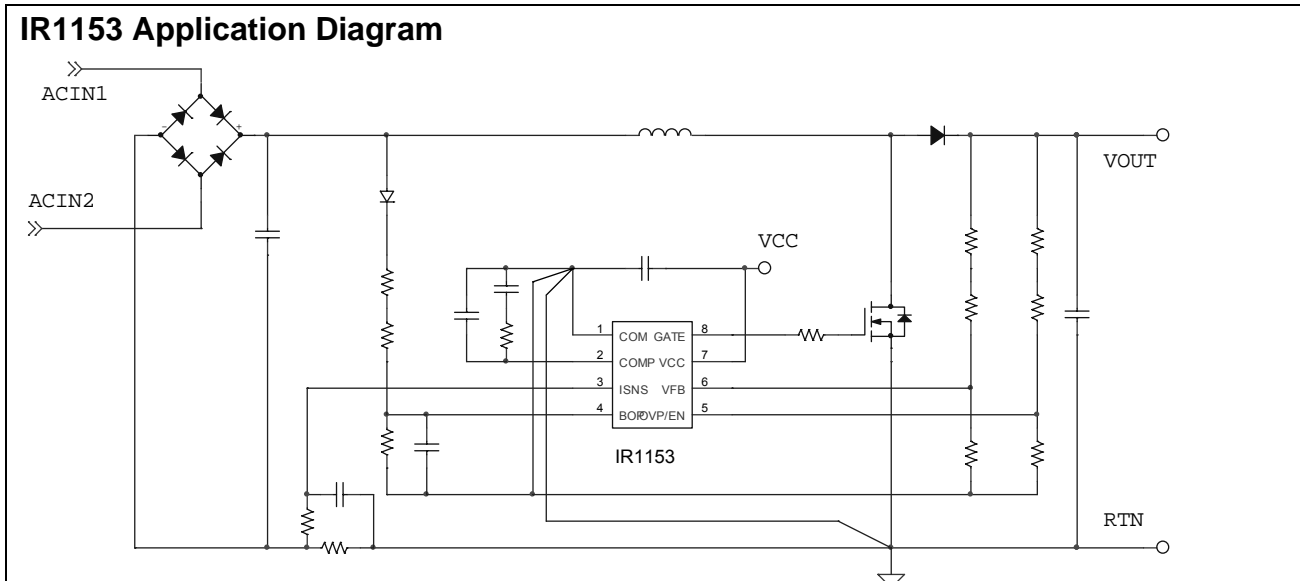 IR1153 Application Diagram
ACIN1
- +
VOUT
ACIN2
VCC
1 COM GATE 8
2 COMP VCC 7
3 ISNS VFB 6
4 BOP OVP/EN 5
IR1153
RTN